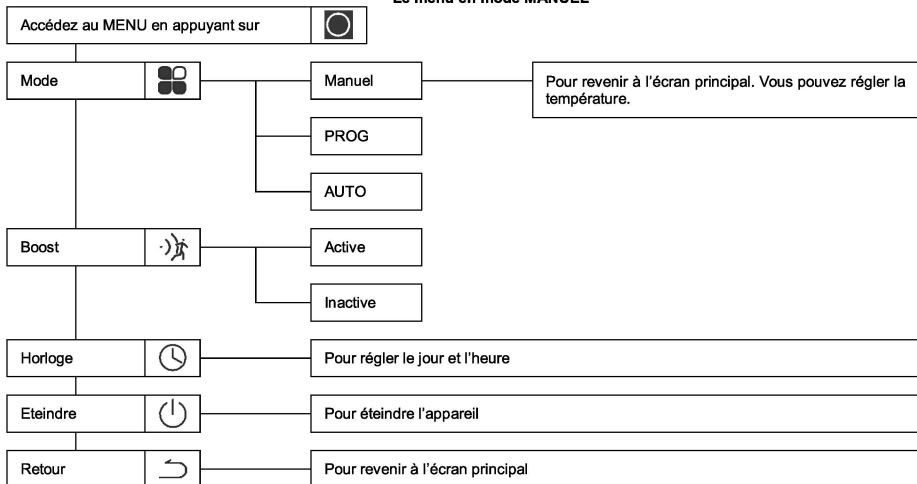 Le menu en mode MANUEL
Accédez au MENU en appuyant sur
Mode
Manuel
Pour revenir à l'écran principal. Vous pouvez régler la
température.
PROG
AUTO
Boost
Active
Inactive
Horloge
Pour régler le jour et l'heure
Eteindre
Pour éteindre l'appareil
Retour
Pour revenir à l'écran principal